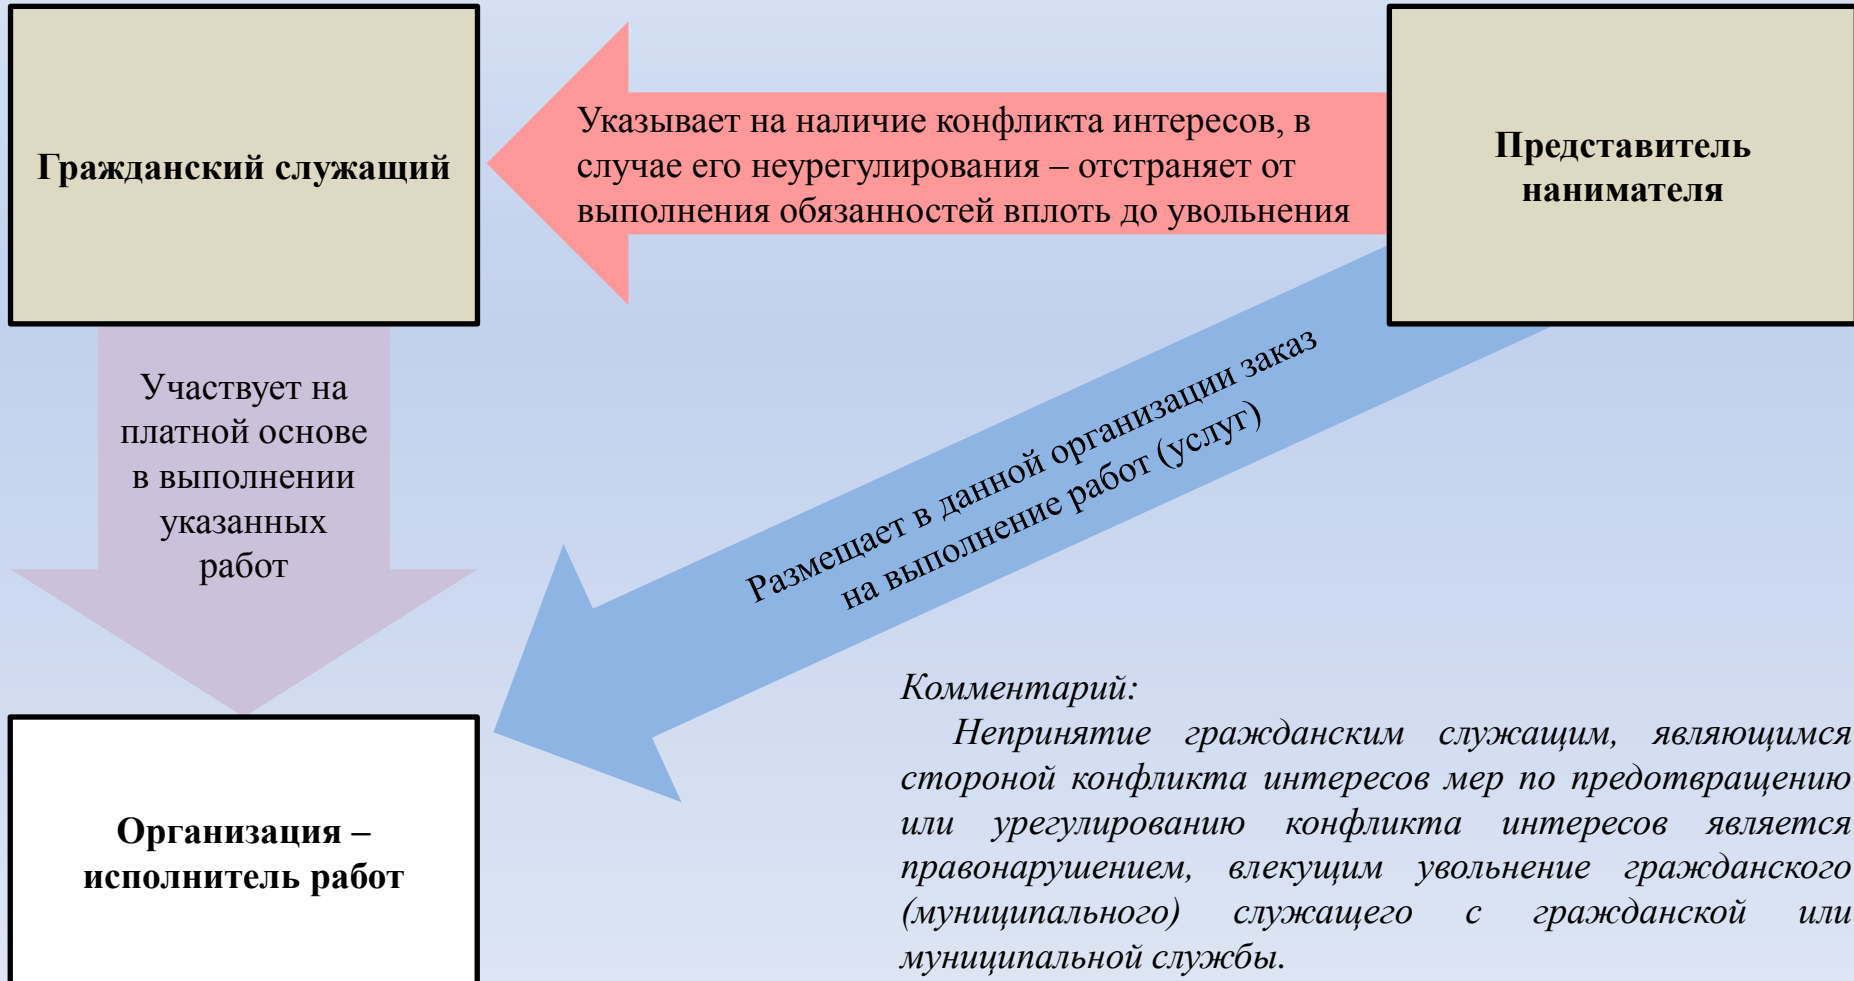 Гражданский служащий
Указывает на наличие конфликта интересов, в
случае его неурегулирования – отстраняет от
выполнения обязанностей вплоть до увольнения
Представитель
нанимателя
Участвует на
платной основе
в выполнении
указанных
работ
Размещает в данной организации заказ
на выполнение работ (услуг)
Организация –
исполнитель работ
Комментарий:
Непринятие гражданским служащим, являющимся
стороной конфликта интересов мер по предотвращению
или урегулированию конфликта интересов является
правонарушением, влекущим увольнение гражданского
(муниципального) служащего с гражданской или
муниципальной службы.